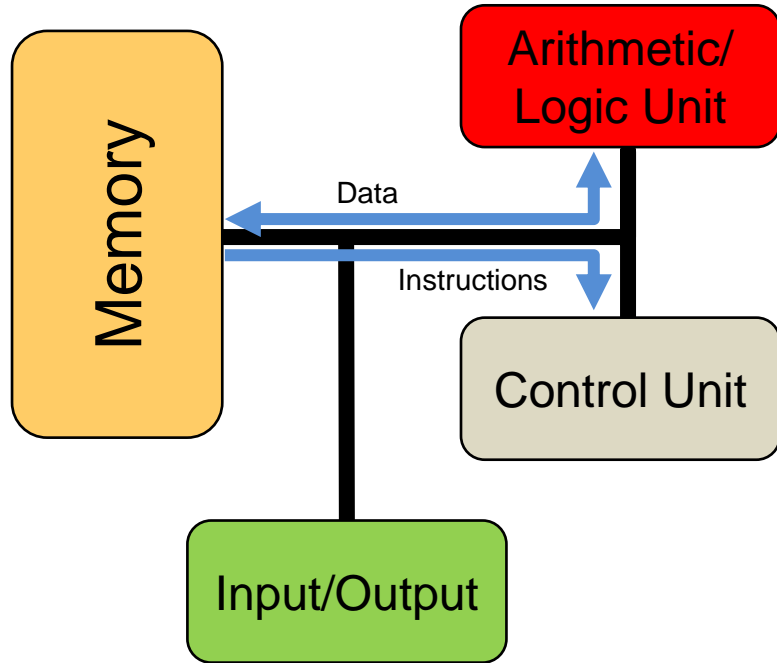 Memory
Arithmetic/
Logic Unit
Data
Instructions
Control Unit
Input/Output